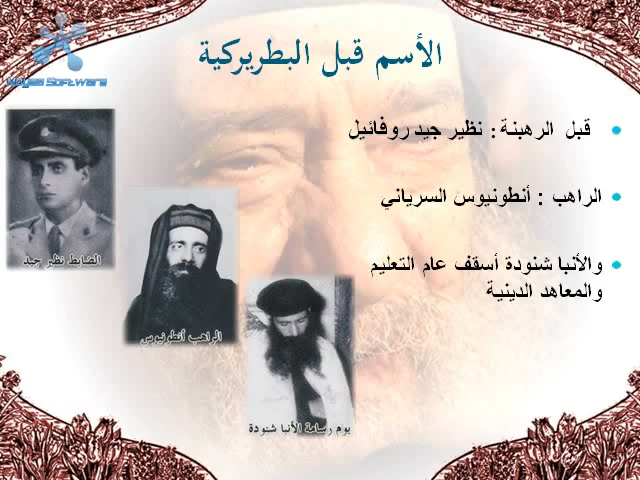 الأسم قبل البطريركية
قبل الرهبنة : نظير جيد روفائيل
الراهب : أنطونيوس السرياني
والأنبا شنودة أسقف عام التعليم
والمعاهد الدينية
الضابط نظير جيد
الراهب أنطونيوس
يوم رسامة الأنبا شنودة